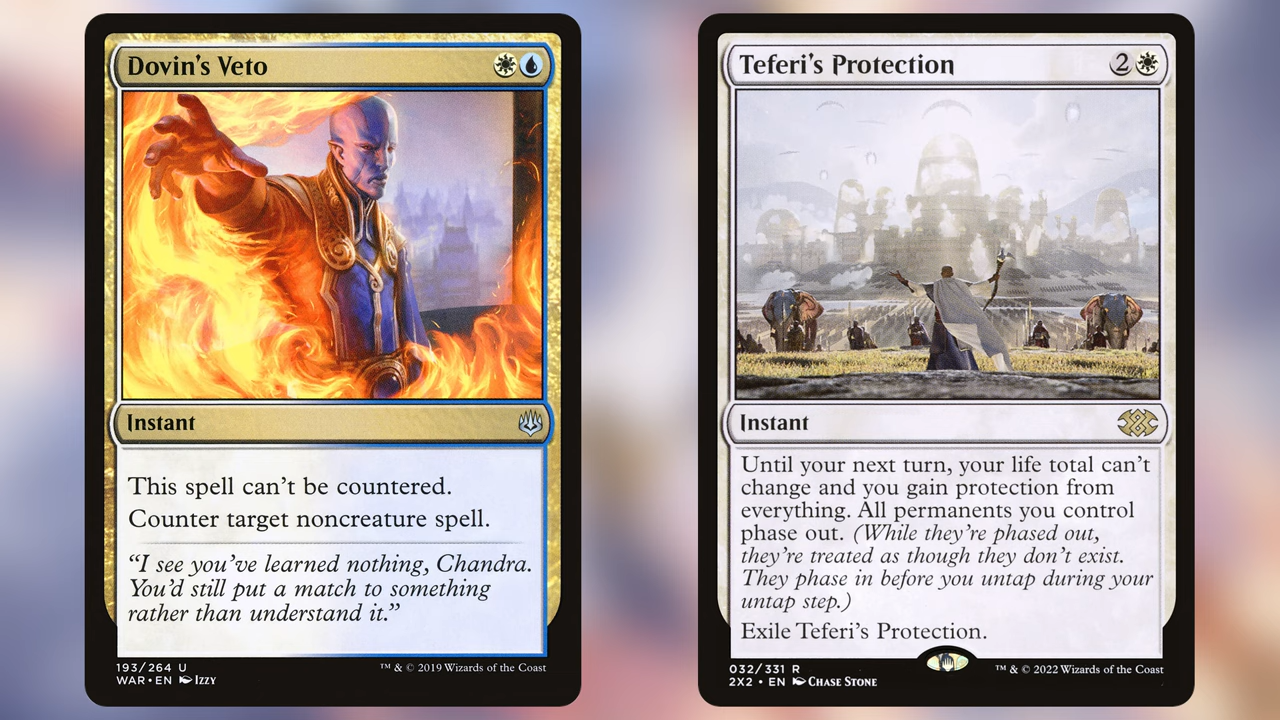 Dovin's Veto
Instant
This spell can't be countered.
Counter target noncreature spell.
“I see you've learned nothing, Chandra.
You'd still put a match to something
rather than understand it.”
193/264 U
WAR • EN Izzy
™ & © 2019 Wizards of the Coast
Teferi's Protection
2
Instant
Until your next turn, your life total can't
change and you gain protection from
everything. All permanents you control
phase out. (While they're phased out,
they're treated as though they don't exist.
They phase in before you untap during your
untap step.)
Exile Teferi's Protection.
032/331 R
2X2 • EN Chase Stone
™ & © 2022 Wizards of the Coast